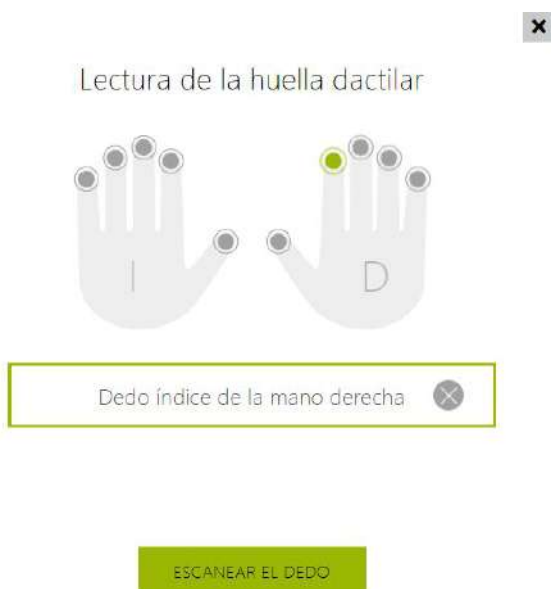 Lectura de la huella dactilar
I
D
Dedo índice de la mano derecha
ESCANEAR EL DEDO